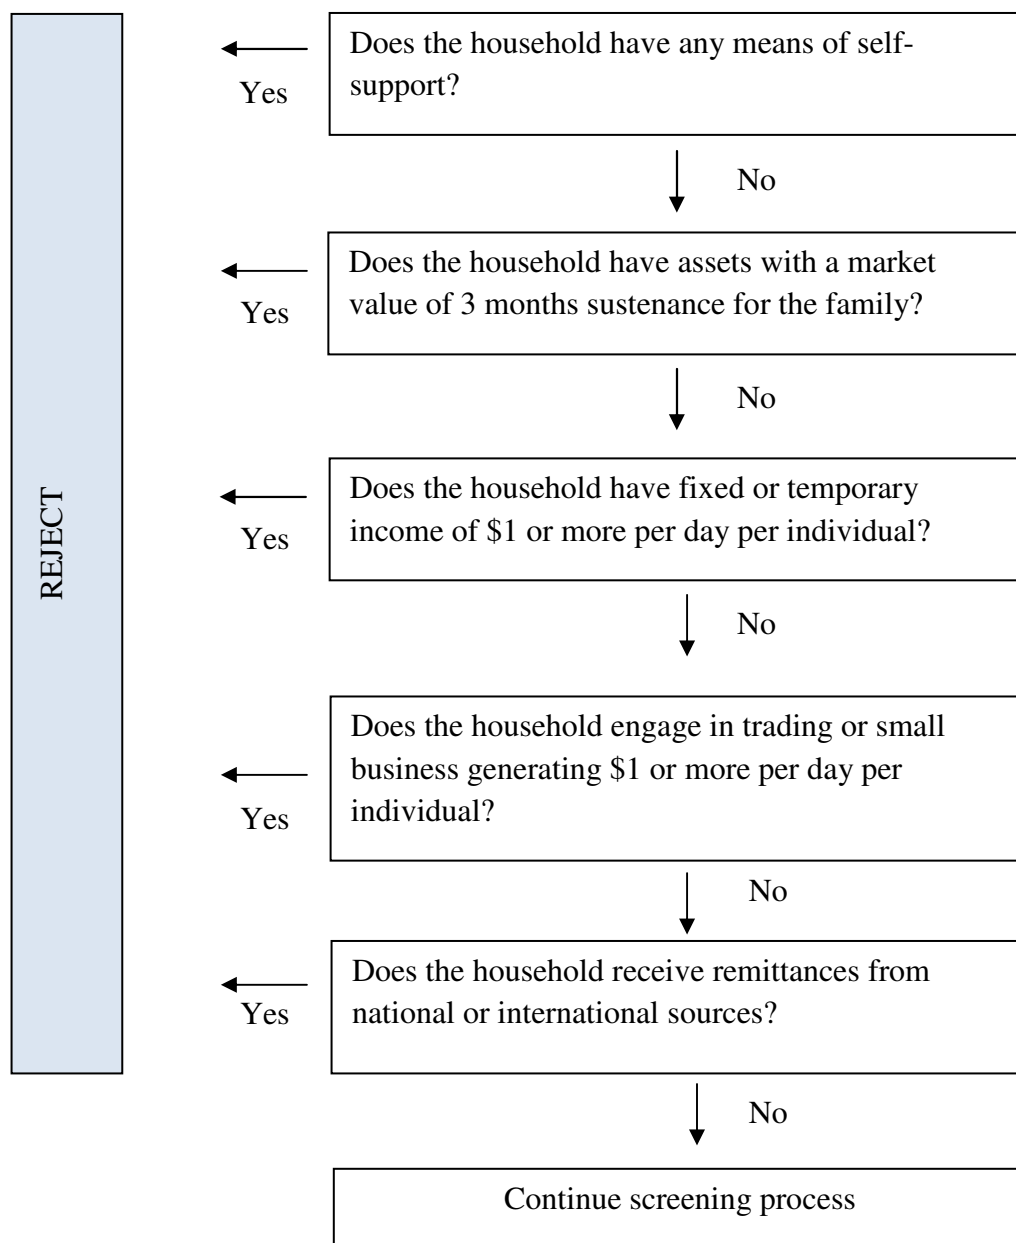 Does the household have any means of self-
support?
Yes
No
Does the household have assets with a market
value of 3 months sustenance for the family?
Yes
No
REJECT
Does the household have fixed or temporary
income of $1 or more per day per individual?
Yes
No
Does the household engage in trading or small
business generating $1 or more per day per
individual?
Yes
No
Does the household receive remittances from
national or international sources?
Yes
No
Continue screening process